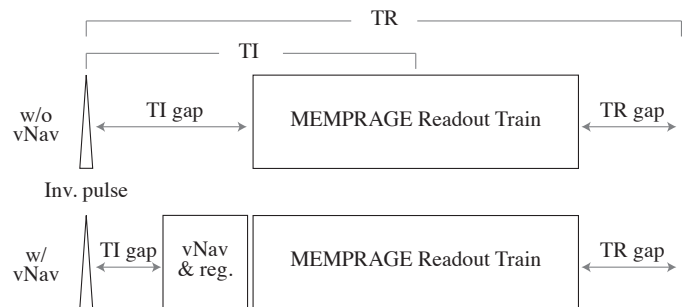 TR
TI
w/o
vNav
TI gap
MEMPRAGE Readout Train
TR gap
Inv. pulse
w/
vNav
TI gap
vNav
& reg.
MEMPRAGE Readout Train
TR gap